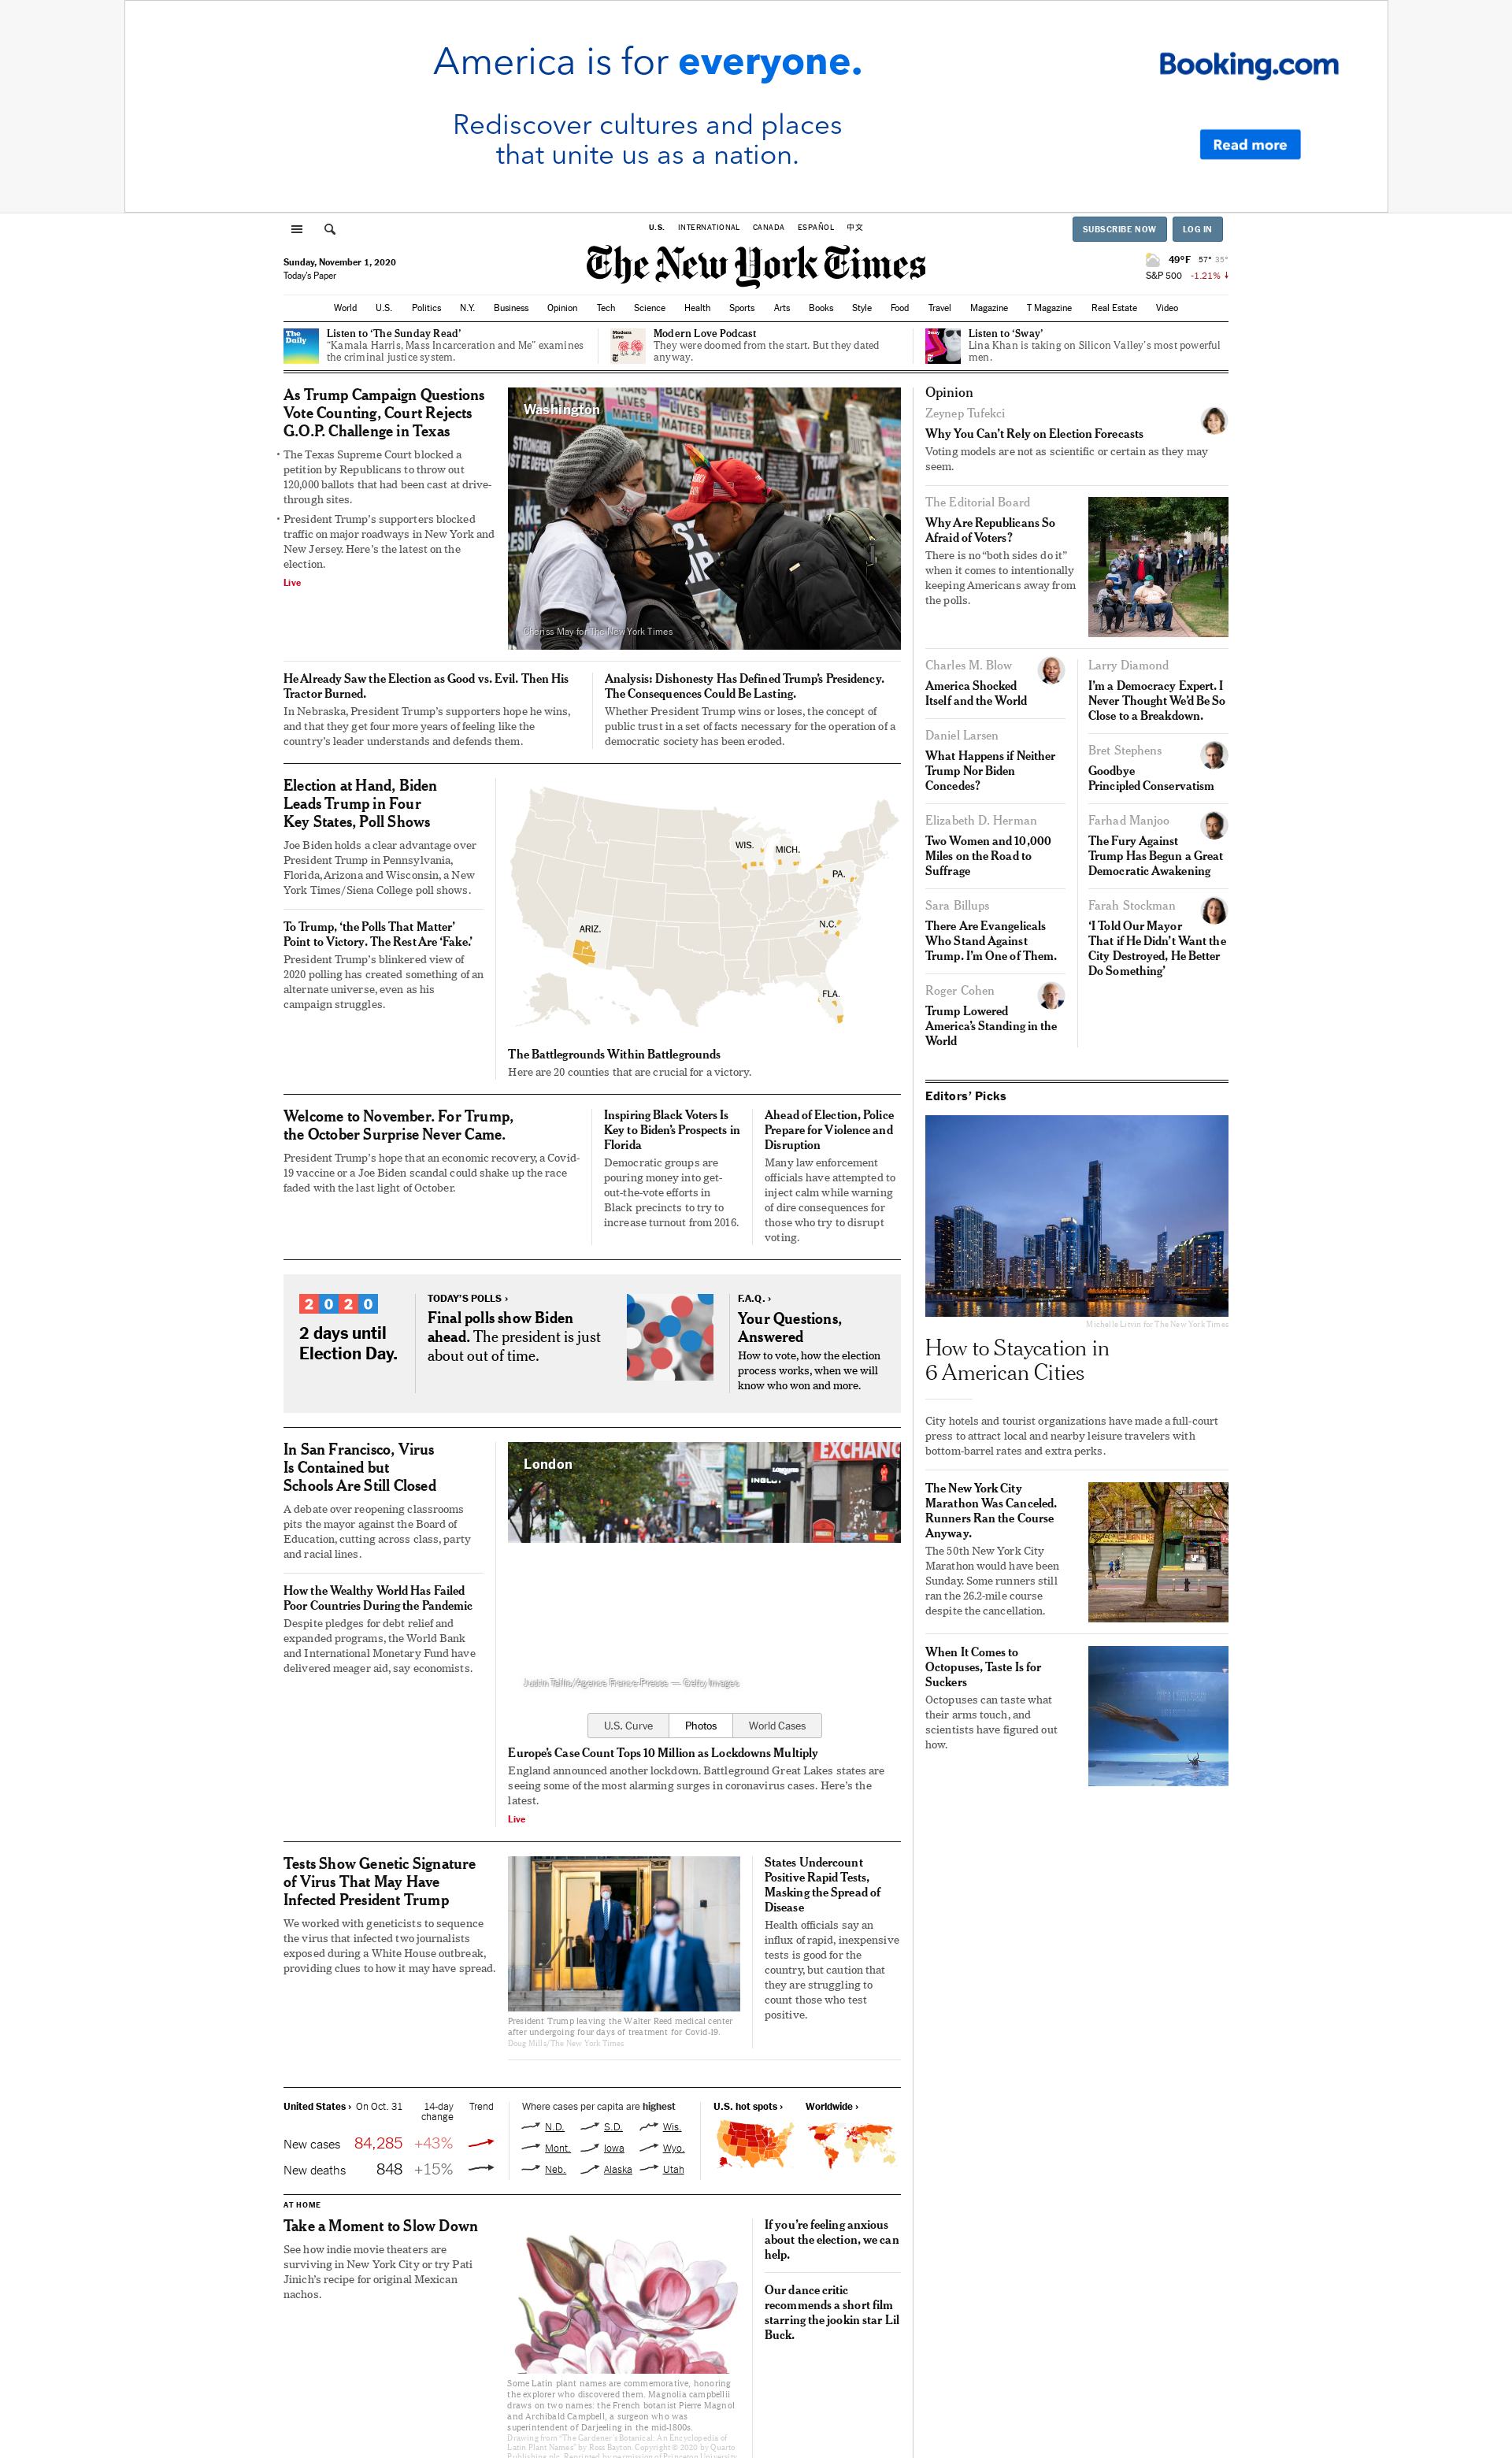 America is for everyone.
Rediscover cultures and places
that unite us as a nation.
Booking.com
Read more
U.S. INTERNATIONAL CANADA ESPAÑOL 中文
SUBSCRIBE NOW
LOG IN
Sunday, November 1, 2020
Today's Paper
The New York Times
49°F 57° 35°
S&P 500 -1.21%
World U.S. Politics N.Y. Business Opinion Tech Science Health Sports Arts Books Style Food Travel Magazine T Magazine Real Estate Video
The
Daily
Listen to ‘The Sunday Read’
“Kamala Harris, Mass Incarceration and Me” examines
the criminal justice system.
Modern
Love
Modern Love Podcast
They were doomed from the start. But they dated
anyway.
Listen to ‘Sway’
Lina Khan is taking on Silicon Valley’s most powerful
men.
As Trump Campaign Questions
Vote Counting, Court Rejects
G.O.P. Challenge in Texas
The Texas Supreme Court blocked a
petition by Republicans to throw out
120,000 ballots that had been cast at drive-
through sites.
President Trump’s supporters blocked
traffic on major roadways in New York and
New Jersey. Here’s the latest on the
election.
Live
Washington
Cheriss May for The New York Times
He Already Saw the Election as Good vs. Evil. Then His
Tractor Burned.
In Nebraska, President Trump’s supporters hope he wins,
and that they get four more years of feeling like the
country’s leader understands and defends them.
Analysis: Dishonesty Has Defined Trump’s Presidency.
The Consequences Could Be Lasting.
Whether President Trump wins or loses, the concept of
public trust in a set of facts necessary for the operation of a
democratic society has been eroded.
Election at Hand, Biden
Leads Trump in Four
Key States, Poll Shows
Joe Biden holds a clear advantage over
President Trump in Pennsylvania,
Florida, Arizona and Wisconsin, a New
York Times/Siena College poll shows.
To Trump, ‘the Polls That Matter’
Point to Victory. The Rest Are ‘Fake.’
President Trump’s blinkered view of
2020 polling has created something of an
alternate universe, even as his
campaign struggles.
WIS.
MICH.
PA.
N.C.
ARIZ.
FLA.
The Battlegrounds Within Battlegrounds
Here are 20 counties that are crucial for a victory.
Welcome to November. For Trump,
the October Surprise Never Came.
President Trump’s hope that an economic recovery, a Covid-
19 vaccine or a Joe Biden scandal could shake up the race
faded with the last light of October.
Inspiring Black Voters Is
Key to Biden’s Prospects in
Florida
Democratic groups are
pouring money into get-
out-the-vote efforts in
Black precincts to try to
increase turnout from 2016.
Ahead of Election, Police
Prepare for Violence and
Disruption
Many law enforcement
officials have attempted to
inject calm while warning
of dire consequences for
those who try to disrupt
voting.
2020
2 days until
Election Day.
TODAY’S POLLS ›
Final polls show Biden
ahead. The president is just
about out of time.
F.A.Q. ›
Your Questions,
Answered
How to vote, how the election
process works, when we will
know who won and more.
In San Francisco, Virus
Is Contained but
Schools Are Still Closed
A debate over reopening classrooms
pits the mayor against the Board of
Education, cutting across class, party
and racial lines.
How the Wealthy World Has Failed
Poor Countries During the Pandemic
Despite pledges for debt relief and
expanded programs, the World Bank
and International Monetary Fund have
delivered meager aid, say economists.
London
EXCHANG
INGLOT
Justin Tallis/Agence France-Presse — Getty Images
U.S. Curve
Photos
World Cases
Europe’s Case Count Tops 10 Million as Lockdowns Multiply
England announced another lockdown. Battleground Great Lakes states are
seeing some of the most alarming surges in coronavirus cases. Here’s the
latest.
Live
Tests Show Genetic Signature
of Virus That May Have
Infected President Trump
We worked with geneticists to sequence
the virus that infected two journalists
exposed during a White House outbreak,
providing clues to how it may have spread.
President Trump leaving the Walter Reed medical center
after undergoing four days of treatment for Covid-19.
Doug Mills/The New York Times
States Undercount
Positive Rapid Tests,
Masking the Spread of
Disease
Health officials say an
influx of rapid, inexpensive
tests is good for the
country, but caution that
they are struggling to
count those who test
positive.
United States › On Oct. 31 14-day change Trend
New cases 84,285 +43%
New deaths 848 +15%
Where cases per capita are highest
N.D. S.D. Wis.
Mont. Iowa Wyo.
Neb. Alaska Utah
U.S. hot spots ›
Worldwide ›
AT HOME
Take a Moment to Slow Down
See how indie movie theaters are
surviving in New York City or try Pati
Jinich’s recipe for original Mexican
nachos.
Some Latin plant names are commemorative, honoring
the explorer who discovered them. Magnolia campbellii
draws on two names: the French botanist Pierre Magnol
and Archibald Campbell, a surgeon who was
superintendent of Darjeeling in the mid-1800s.
Drawing from “The Gardener’s Botanical: An Encyclopedia of
Latin Plant Names” by Ross Bayton. Copyright © 2020 by Quarto
Publishing plc. Reprinted by permission of Princeton University
If you’re feeling anxious
about the election, we can
help.
Our dance critic
recommends a short film
starring the jookin star Lil
Buck.
Opinion
Zeynep Tufekci
Why You Can’t Rely on Election Forecasts
Voting models are not as scientific or certain as they may
seem.
The Editorial Board
Why Are Republicans So
Afraid of Voters?
There is no “both sides do it”
when it comes to intentionally
keeping Americans away from
the polls.
Charles M. Blow
America Shocked
Itself and the World
Daniel Larsen
What Happens if Neither
Trump Nor Biden
Concedes?
Elizabeth D. Herman
Two Women and 10,000
Miles on the Road to
Suffrage
Sara Billups
There Are Evangelicals
Who Stand Against
Trump. I’m One of Them.
Roger Cohen
Trump Lowered
America’s Standing in the
World
Larry Diamond
I’m a Democracy Expert. I
Never Thought We’d Be So
Close to a Breakdown.
Bret Stephens
Goodbye
Principled Conservatism
Farhad Manjoo
The Fury Against
Trump Has Begun a Great
Democratic Awakening
Farah Stockman
‘I Told Our Mayor
That if He Didn’t Want the
City Destroyed, He Better
Do Something’
Editors’ Picks
Michelle Litvin for The New York Times
How to Staycation in
6 American Cities
City hotels and tourist organizations have made a full-court
press to attract local and nearby leisure travelers with
bottom-barrel rates and extra perks.
The New York City
Marathon Was Canceled.
Runners Ran the Course
Anyway.
The 50th New York City
Marathon would have been
Sunday. Some runners still
ran the 26.2-mile course
despite the cancellation.
When It Comes to
Octopuses, Taste Is for
Suckers
Octopuses can taste what
their arms touch, and
scientists have figured out
how.